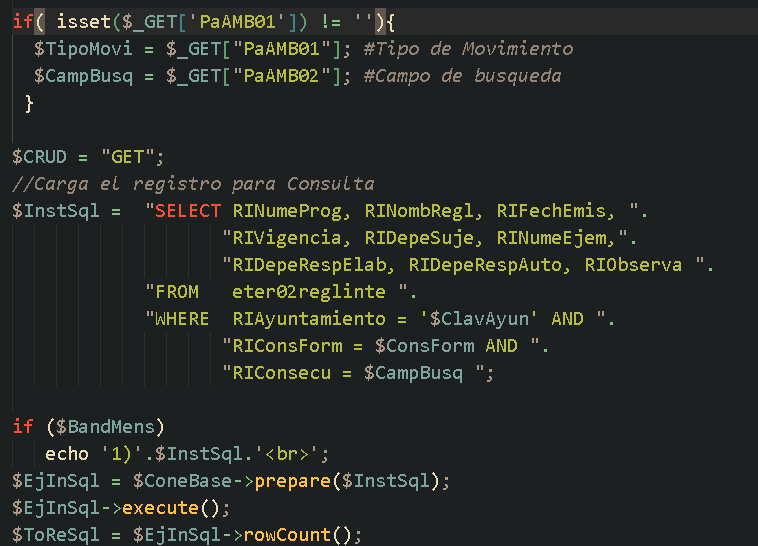 if( isset($_GET['PaAMB01']) != ''){
$TipoMovi = $_GET["PaAMB01"]; #Tipo de Movimiento
$CampBusq = $_GET["PaAMB02"]; #Campo de busqueda
}
$CRUD = "GET";
//Carga el registro para Consulta
$InstSql = "SELECT RINumeProg, RINombRegl, RIFechEmis, ".
"RIVigencia, RIDepeSuje, RINumeEjem,".
"RIDepeRespElab, RIDepeRespAuto, RIObserva ".
"FROM eter02reglinte ".
"WHERE RIAyuntamiento = '$ClavAyun' AND ".
"RIConsForm = $ConsForm AND ".
"RIConsecu = $CampBusq ";
if ($BandMens)
echo '1)'.$InstSql.'<br>';
$EjInSql = $ConeBase->prepare($InstSql);
$EjInSql->execute();
$ToReSql = $EjInSql->rowCount();